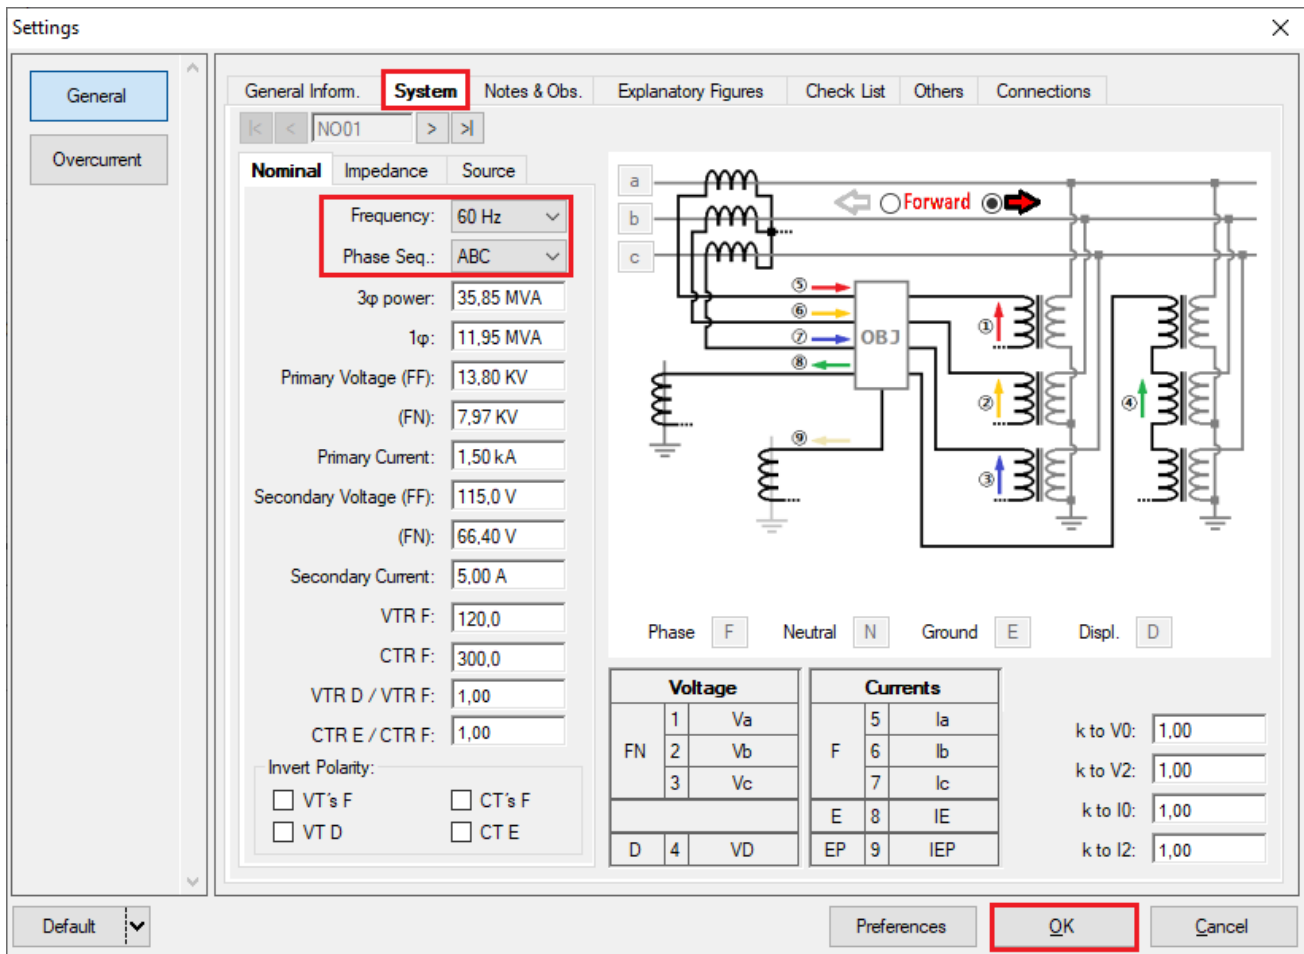 Settings
General
Overcurrent
General Inform. System Notes & Obs. Explanatory Figures Check List Others Connections
|< < NO01 > >|
Nominal Impedance Source
Frequency: 60 Hz
Phase Seq.: ABC
3φ power: 35,85 MVA
1φ: 11,95 MVA
Primary Voltage (FF): 13,80 KV
(FN): 7,97 KV
Primary Current: 1,50 kA
Secondary Voltage (FF): 115,0 V
(FN): 66,40 V
Secondary Current: 5,00 A
VTR F: 120,0
CTR F: 300,0
VTR D / VTR F: 1,00
CTR E / CTR F: 1,00
Invert Polarity:
VT´s F CT´s F
VT D CT E
a
b
c
Forward
⑤
⑥
⑦
⑧
⑨
OBJ
①
②
③
④
Phase F Neutral N Ground E Displ. D
Voltage
FN
1 Va
2 Vb
3 Vc
D 4 VD
Currents
F
5 Ia
6 Ib
7 Ic
E 8 IE
EP 9 IEP
k to V0: 1,00
k to V2: 1,00
k to I0: 1,00
k to I2: 1,00
Default Preferences OK Cancel